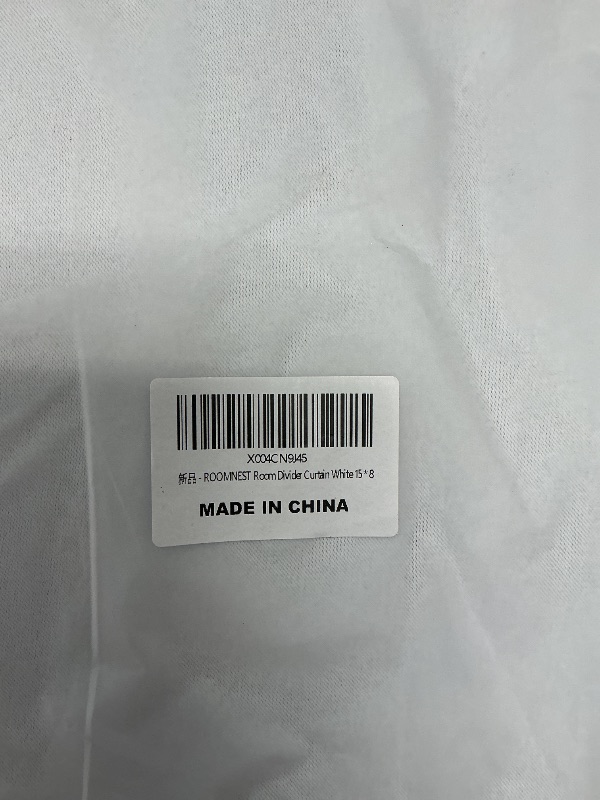 X004CN9J45
新品 - ROOMNEST Room Divider Curtain White 15*8
MADE IN CHINA